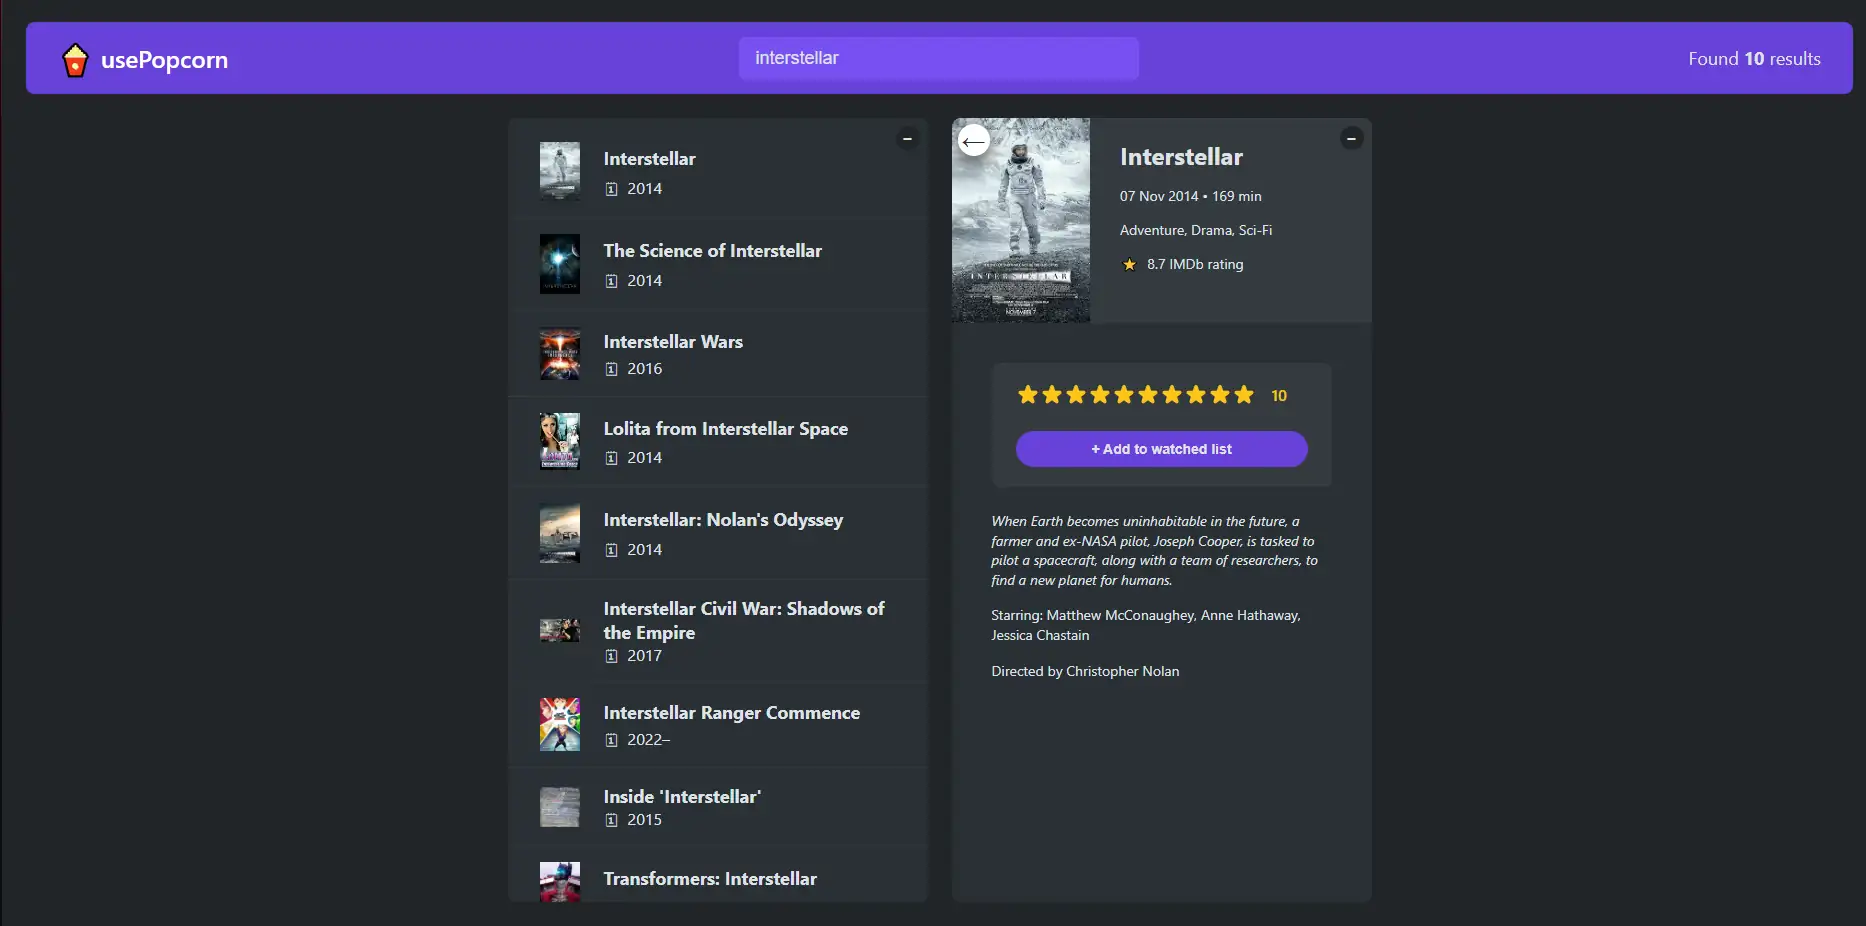 usePopcorn
interstellar
Found 10 results
Interstellar
2014
The Science of Interstellar
2014
Interstellar Wars
2016
Lolita from Interstellar Space
2014
Interstellar: Nolan's Odyssey
2014
Interstellar Civil War: Shadows of
the Empire
2017
Interstellar Ranger Commence
2022–
Inside 'Interstellar'
2015
Transformers: Interstellar
–
←
INTERSTELLAR
NOVEMBER 7
–
Interstellar
07 Nov 2014 • 169 min
Adventure, Drama, Sci-Fi
8.7 IMDb rating
10
+ Add to watched list
When Earth becomes uninhabitable in the future, a
farmer and ex-NASA pilot, Joseph Cooper, is tasked to
pilot a spacecraft, along with a team of researchers, to
find a new planet for humans.
Starring: Matthew McConaughey, Anne Hathaway,
Jessica Chastain
Directed by Christopher Nolan